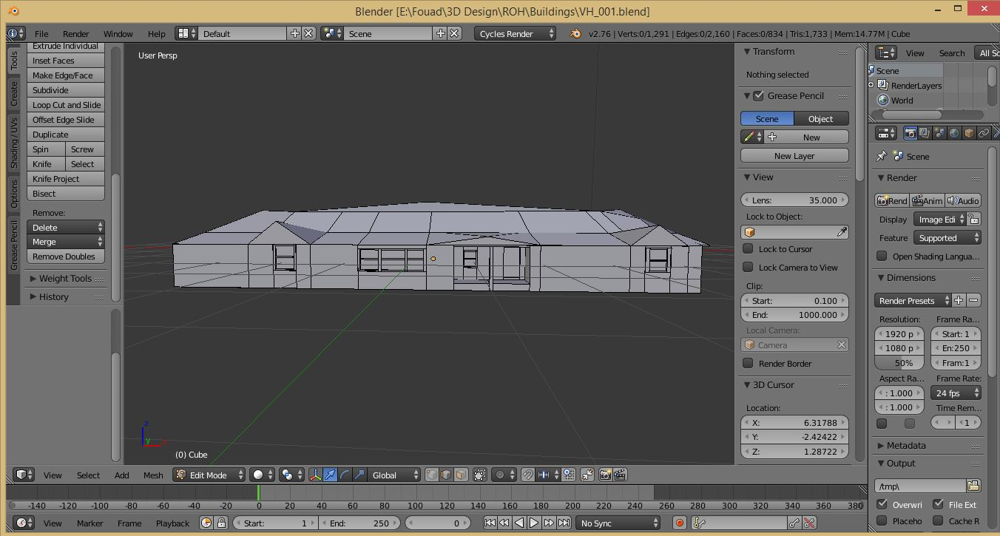 Blender [E:\Fouad\3D Design\ROH\Buildings\VH_001.blend]
File Render Window Help Default Scene Cycles Render v2.76 | Verts:0/1,291 | Edges:0/2,160 | Faces:0/834 | Tris:1,733 | Mem:14.77M | Cube
Tools
Create
Shading / UVs
Options
Grease Pencil
Extrude Individual
Inset Faces
Make Edge/Face
Subdivide
Loop Cut and Slide
Offset Edge Slide
Duplicate
Spin Screw
Knife Select
Knife Project
Bisect
Remove:
Delete
Merge
Remove Doubles
Weight Tools
History
User Persp
z
y
x
(0) Cube
Transform
Nothing selected
Grease Pencil
Scene Object
New
New Layer
View
Lens: 35.000
Lock to Object:
Lock to Cursor
Lock Camera to View
Clip:
Start: 0.100
End: 1000.000
Local Camera:
Camera
Render Border
3D Cursor
Location:
X: 6.31788
Y: -2.42422
Z: 1.28722
View Search All Sc
Scene
RenderLayers
World
Scene
Render
Rend Anim Audio
Display Image Edi
Feature Supported
Open Shading Langua...
Dimensions
Render Presets
Resolution: Frame Ra...
1920 p Start: 1
1080 p En:250
50% Fram:1
Aspect Ra... Frame Rate:
: 1.000 24 fps
: 1.000 Time Rem...
1
Metadata
Output
/tmp\
Overwri File Ext
Placeho Cache R
View Select Add Mesh Edit Mode Global
-140 -120 -100 -80 -60 -40 -20 0 20 40 60 80 100 120 140 160 180 200 220 240 260 280 300 320 340 360 380
View Marker Frame Playback Start: 1 End: 250 0 No Sync